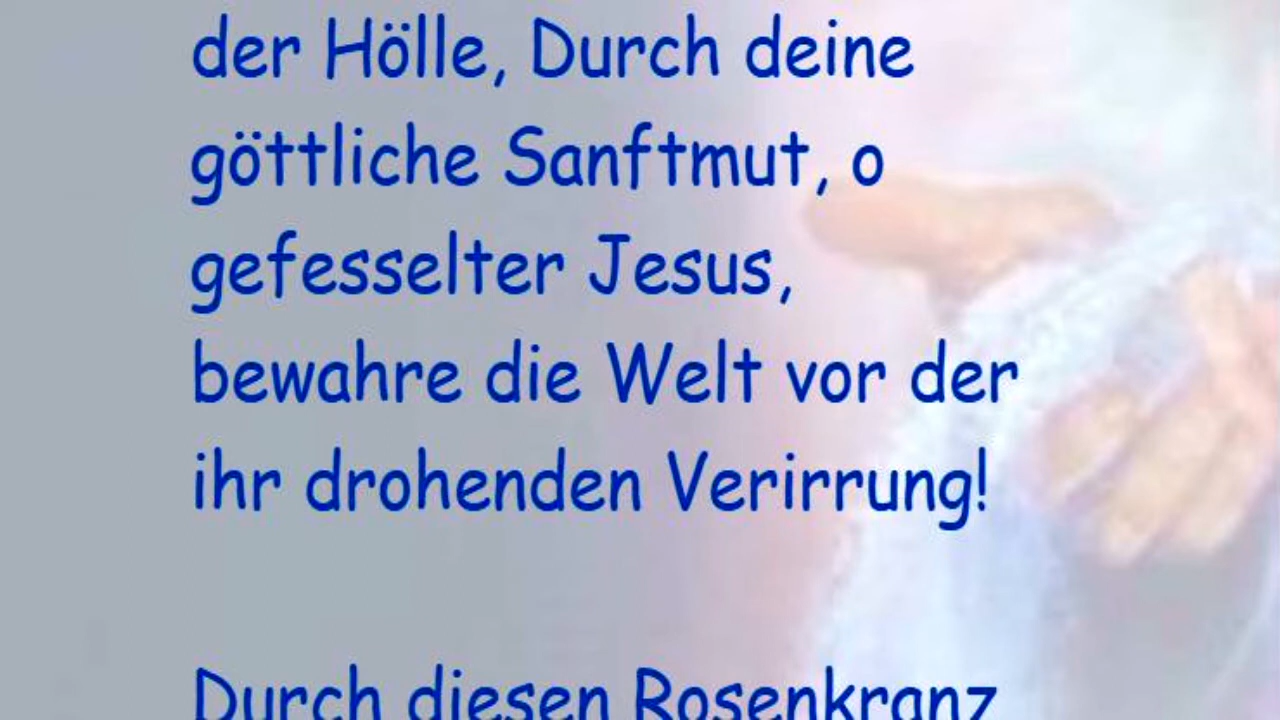 der Hölle, Durch deine
göttliche Sanftmut, o
gefesselter Jesus,
bewahre die Welt vor der
ihr drohenden Verirrung!
Durch diesen Rosenkranz